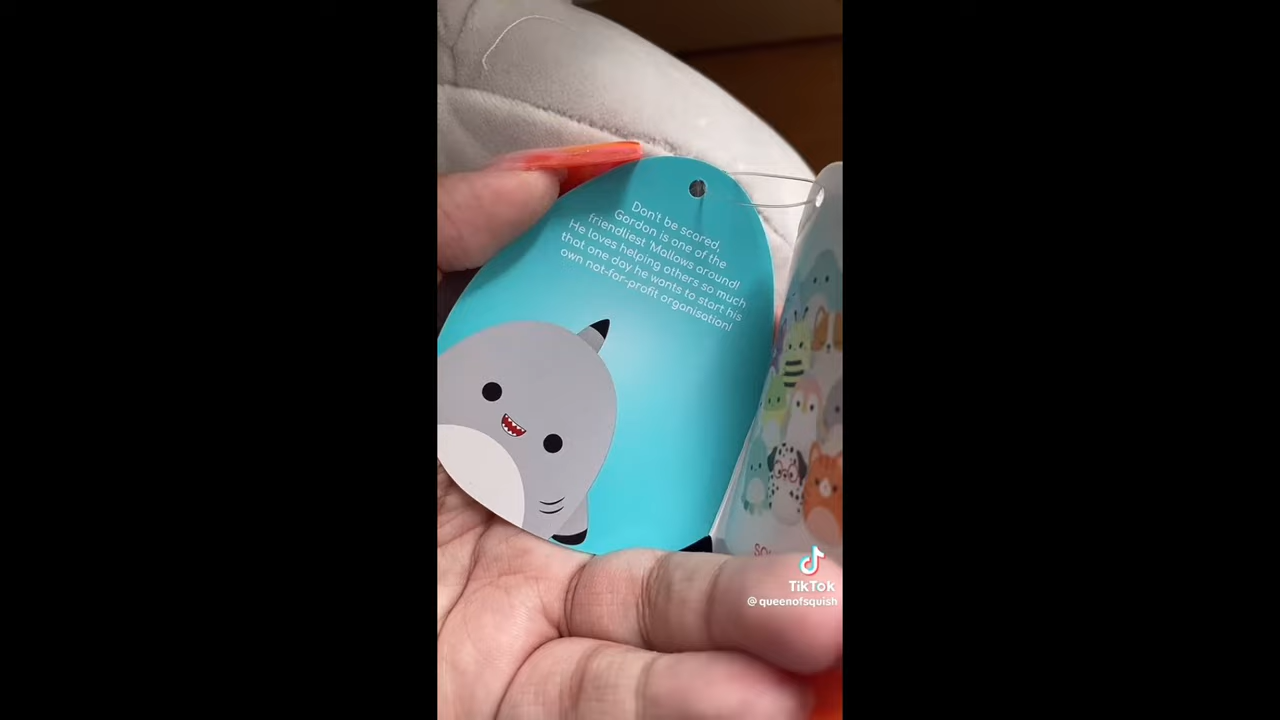 Don't be scared,
Gordon is one of the
friendliest 'Mallows around!
He loves helping others so much
that one day he wants to start his
own not-for-profit organisation!
TikTok
@queenofsquish